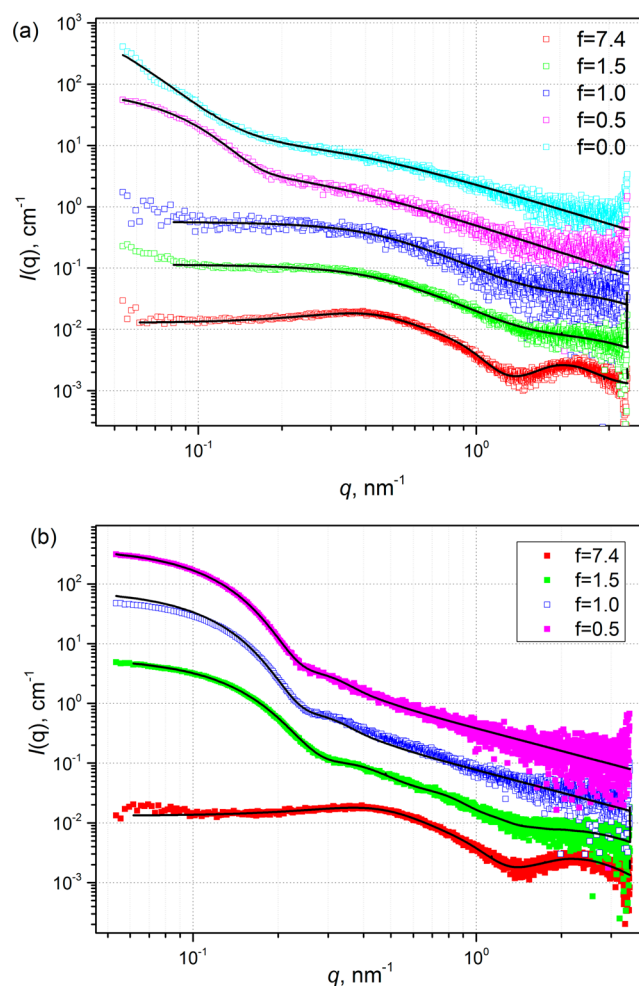 (a)
10³
10²
10¹
10⁰
10⁻¹
10⁻²
10⁻³
I(q), cm⁻¹
f=7.4
f=1.5
f=1.0
f=0.5
f=0.0
10⁻¹
10⁰
q, nm⁻¹
(b)
10²
10¹
10⁰
10⁻¹
10⁻²
10⁻³
I(q), cm⁻¹
f=7.4
f=1.5
f=1.0
f=0.5
10⁻¹
10⁰
q, nm⁻¹